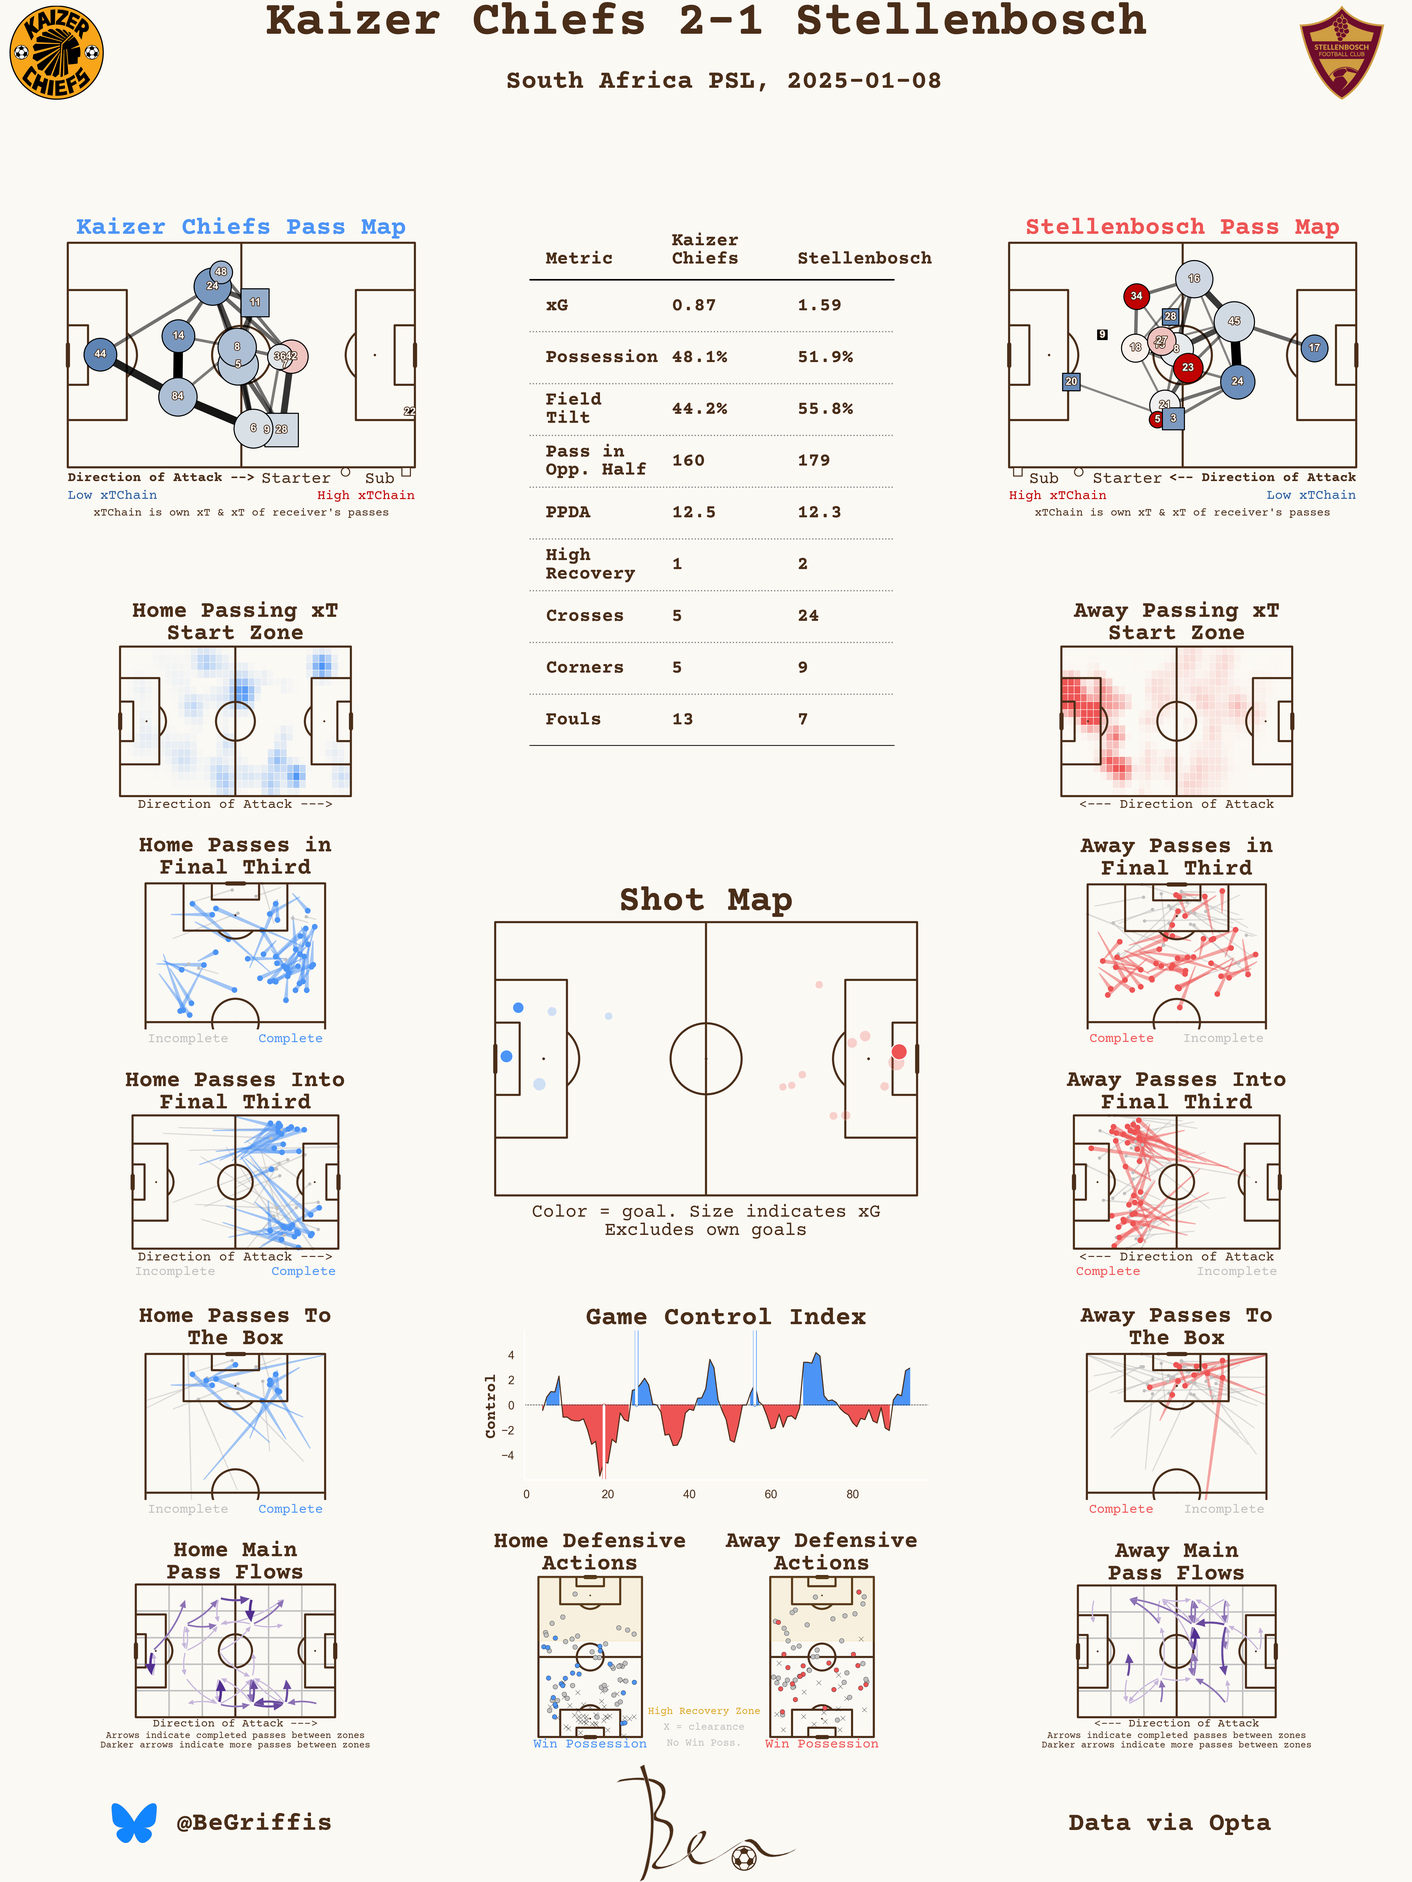 Kaizer Chiefs 2-1 Stellenbosch
South Africa PSL, 2025-01-08
KAIZER
CHIEFS
STELLENBOSCH
FOOTBALL CLUB
Kaizer Chiefs Pass Map
48
24
11
14
44
8
5
36
42
7
84
22
6
9
28
Direction of Attack --> Starter Sub
Low xTChain High xTChain
xTChain is own xT & xT of receiver's passes
Metric Kaizer Chiefs Stellenbosch
xG 0.87 1.59
Possession 48.1% 51.9%
Field Tilt 44.2% 55.8%
Pass in Opp. Half 160 179
PPDA 12.5 12.3
High Recovery 1 2
Crosses 5 24
Corners 5 9
Fouls 13 7
Stellenbosch Pass Map
16
34
28
45
9
18
27
8
17
23
20
24
21
5
3
Sub Starter <-- Direction of Attack
High xTChain Low xTChain
xTChain is own xT & xT of receiver's passes
Home Passing xT
Start Zone
Direction of Attack --->
Away Passing xT
Start Zone
<--- Direction of Attack
Home Passes in
Final Third
Incomplete Complete
Shot Map
Color = goal. Size indicates xG
Excludes own goals
Away Passes in
Final Third
Complete Incomplete
Home Passes Into
Final Third
Direction of Attack --->
Incomplete Complete
Away Passes Into
Final Third
<--- Direction of Attack
Complete Incomplete
Home Passes To
The Box
Incomplete Complete
Game Control Index
Control
4
2
0
−2
−4
0 20 40 60 80
Away Passes To
The Box
Complete Incomplete
Home Main
Pass Flows
Direction of Attack --->
Arrows indicate completed passes between zones
Darker arrows indicate more passes between zones
Home Defensive
Actions
Win Possession
High Recovery Zone
X = clearance
No Win Poss.
Away Defensive
Actions
Win Possession
Away Main
Pass Flows
<--- Direction of Attack
Arrows indicate completed passes between zones
Darker arrows indicate more passes between zones
@BeGriffis
Ben
Data via Opta